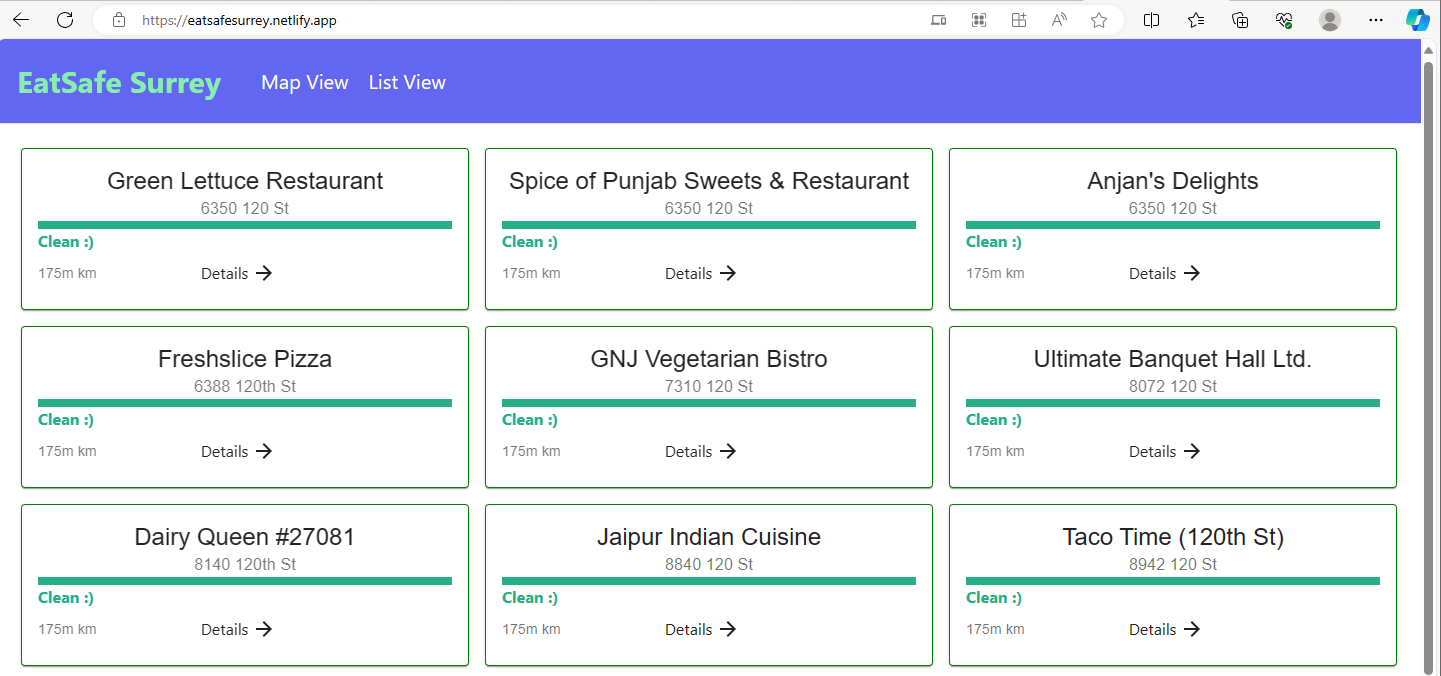 https://eatsafesurrey.netlify.app
EatSafe Surrey Map View List View
Green Lettuce Restaurant
6350 120 St
Clean :)
175m km Details →
Spice of Punjab Sweets & Restaurant
6350 120 St
Clean :)
175m km Details →
Anjan's Delights
6350 120 St
Clean :)
175m km Details →
Freshslice Pizza
6388 120th St
Clean :)
175m km Details →
GNJ Vegetarian Bistro
7310 120 St
Clean :)
175m km Details →
Ultimate Banquet Hall Ltd.
8072 120 St
Clean :)
175m km Details →
Dairy Queen #27081
8140 120th St
Clean :)
175m km Details →
Jaipur Indian Cuisine
8840 120 St
Clean :)
175m km Details →
Taco Time (120th St)
8942 120 St
Clean :)
175m km Details →